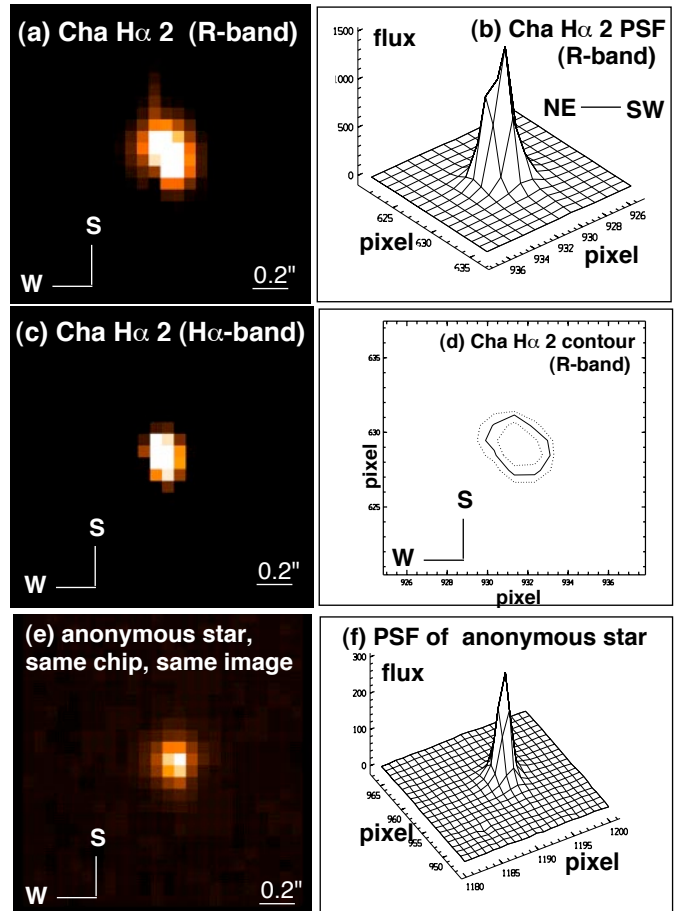 (a) Cha Hα 2 (R-band)
S
W
0.2"
flux
(b) Cha Hα 2 PSF
(R-band)
NE — SW
1500
1000
500
0
625
630
635
pixel
936
934
932
930
928
926
pixel
(c) Cha Hα 2 (Hα-band)
S
W
0.2"
(d) Cha Hα 2 contour
(R-band)
635
630
625
pixel
S
W
926 928 930 932 934 936
pixel
(e) anonymous star,
same chip, same image
S
W
0.2"
(f) PSF of anonymous star
flux
300
200
100
0
965
960
955
950
pixel
1180
1185
1190
1195
1200
pixel